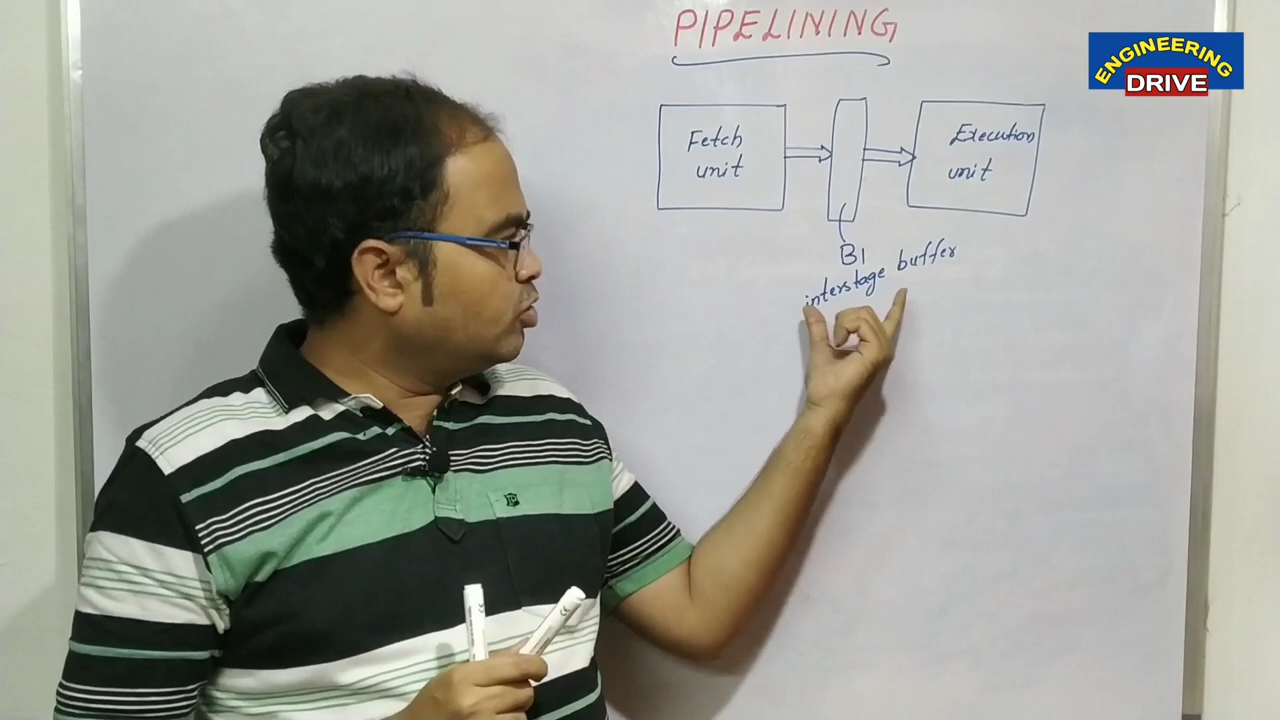 PIPELINING
ENGINEERING
DRIVE
Fetch
unit
Execution
unit
B1
interstage buffer